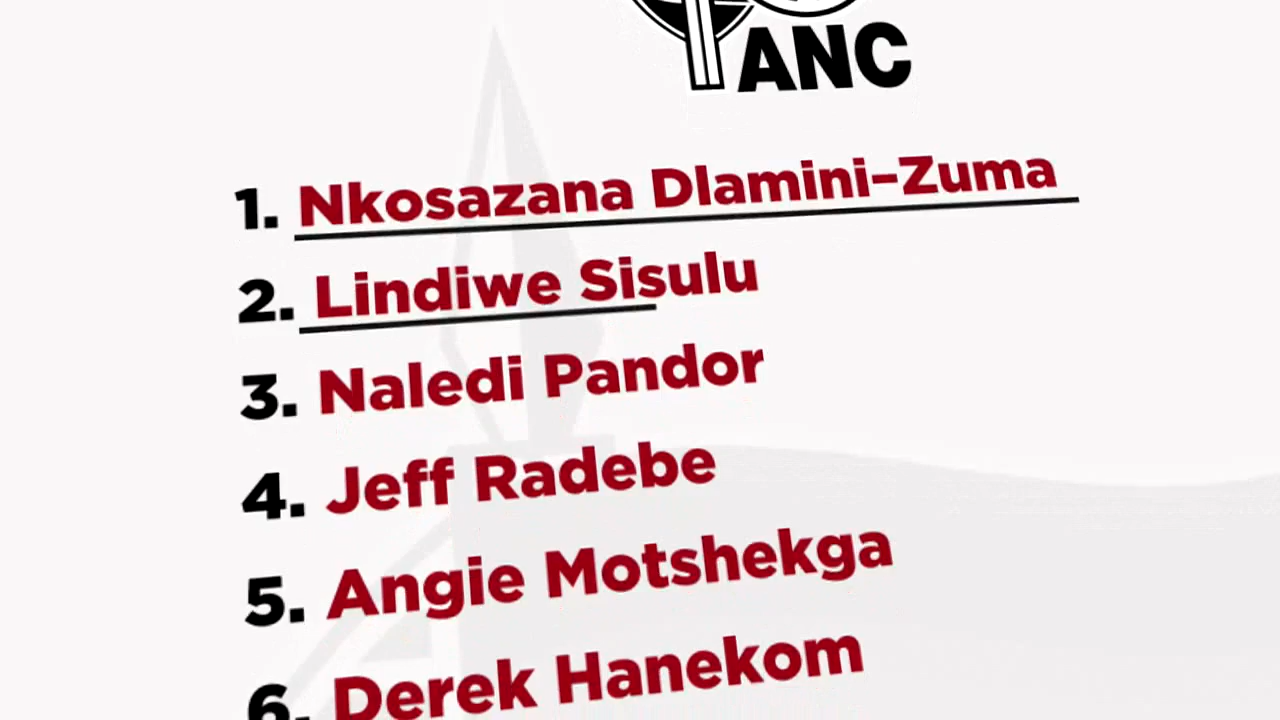 ANC
1. Nkosazana Dlamini-Zuma
2. Lindiwe Sisulu
3. Naledi Pandor
4. Jeff Radebe
5. Angie Motshekga
6. Derek Hanekom